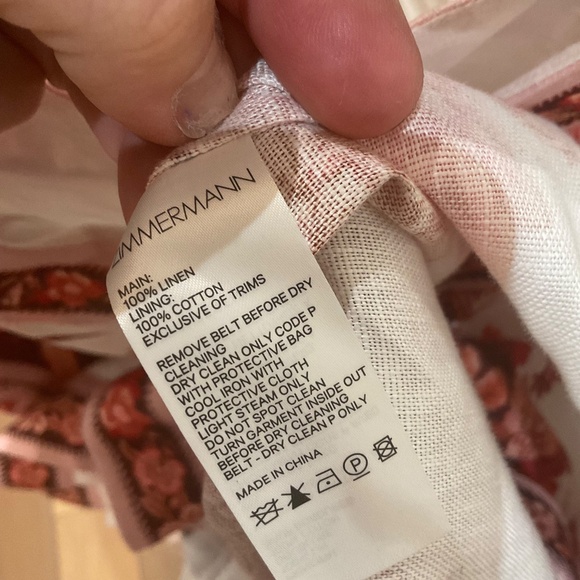 ZIMMERMANN
MAIN:
100% LINEN
LINING:
100% COTTON
EXCLUSIVE OF TRIMS
REMOVE BELT BEFORE DRY
CLEANING
DRY CLEAN ONLY CODE P
WITH PROTECTIVE BAG
COOL IRON WITH
PROTECTIVE CLOTH
LIGHT STEAM ONLY
DO NOT SPOT CLEAN
TURN GARMENT INSIDE OUT
BEFORE DRY CLEANING
BELT - DRY CLEAN P ONLY
MADE IN CHINA
P